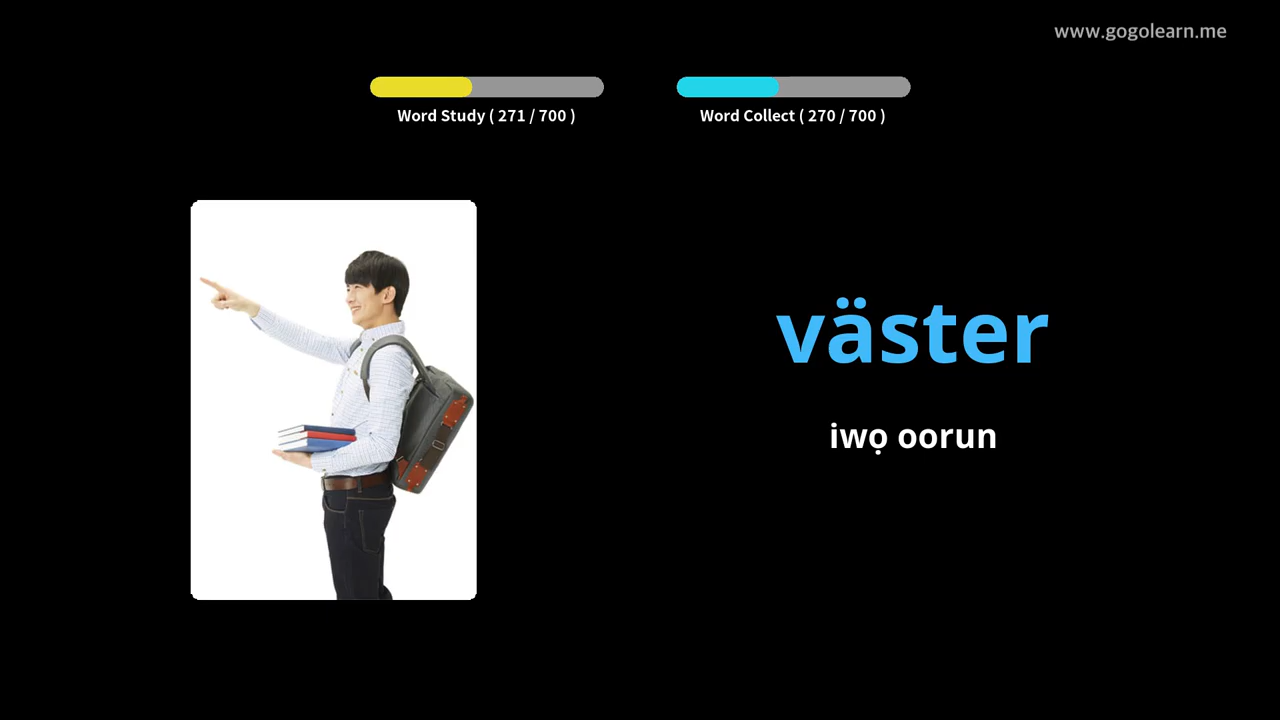 www.gogolearn.me
Word Study ( 271 / 700 )
Word Collect ( 270 / 700 )
väster
iwọ oorun